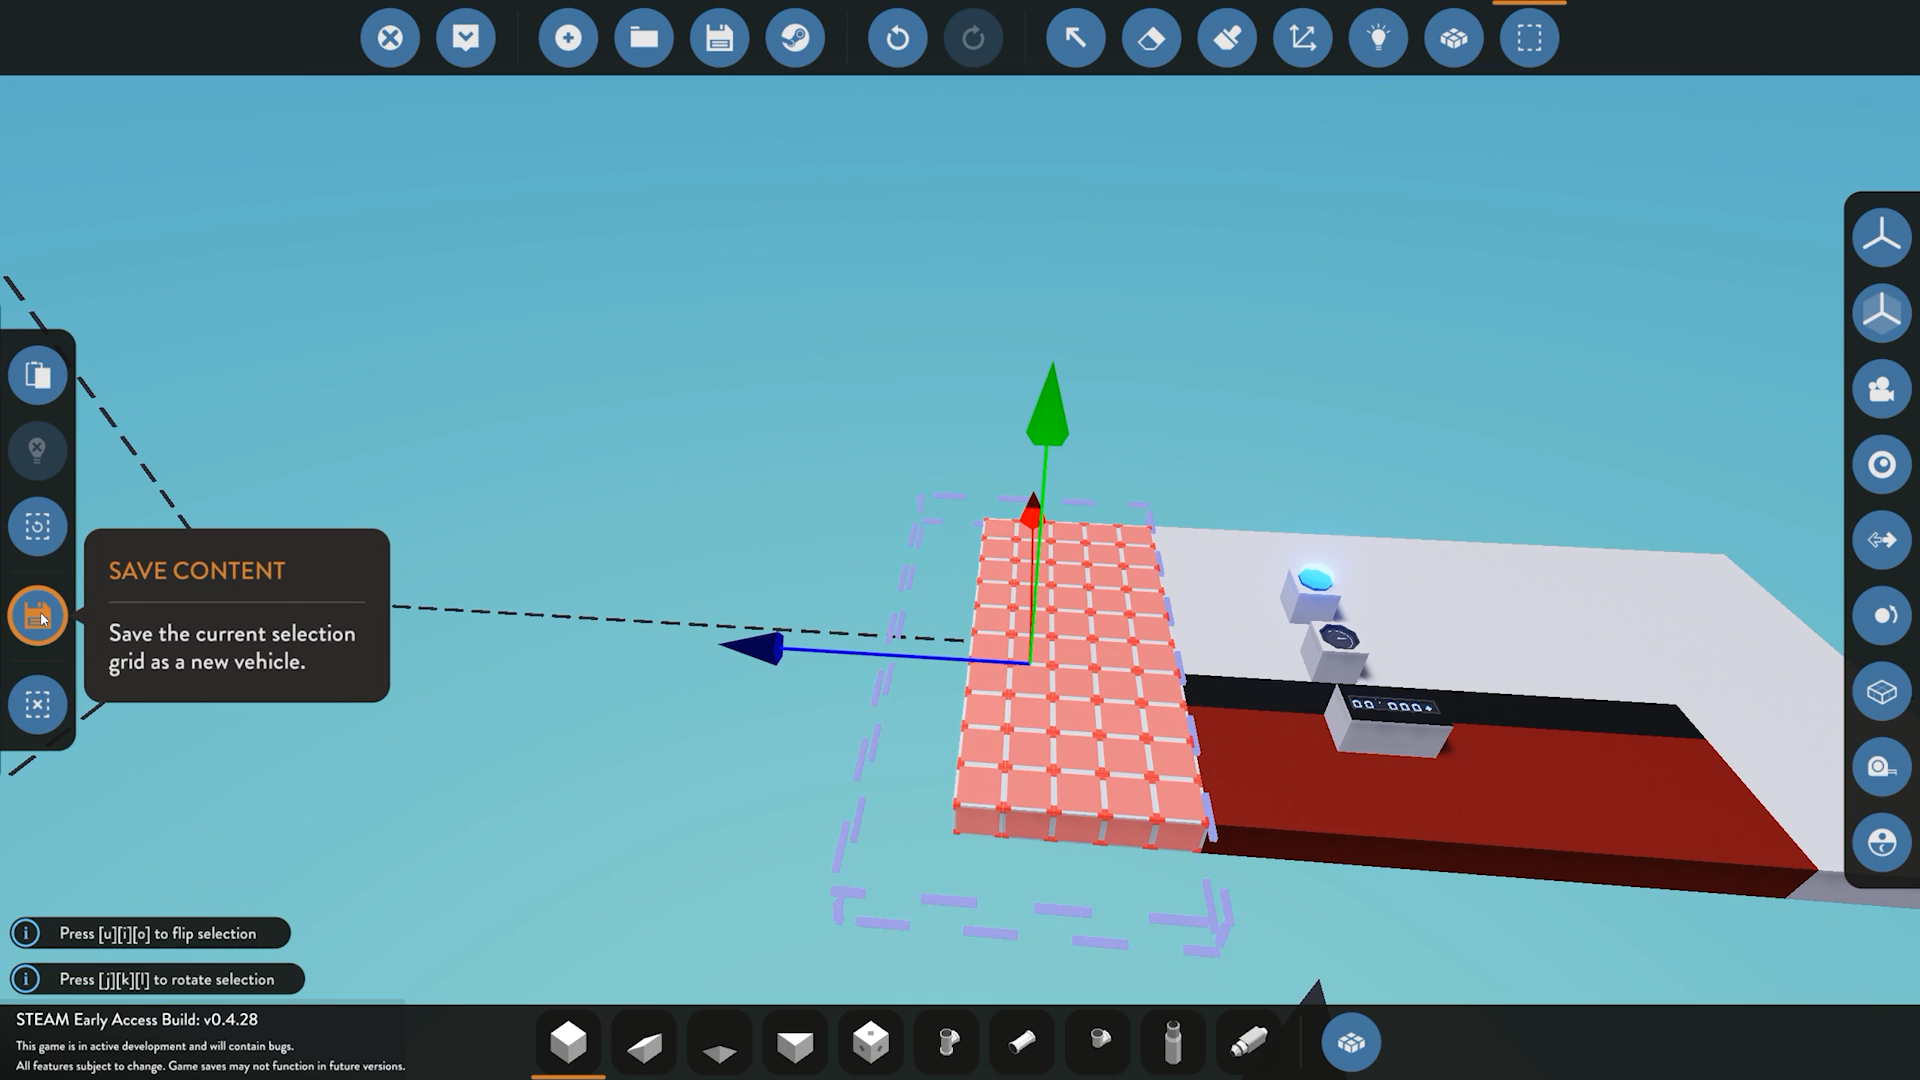 SAVE CONTENT
Save the current selection
grid as a new vehicle.
Press [u][i][o] to flip selection
Press [j][k][l] to rotate selection
STEAM Early Access Build: v0.4.28
This game is in active development and will contain bugs.
All features subject to change. Game saves may not function in future versions.